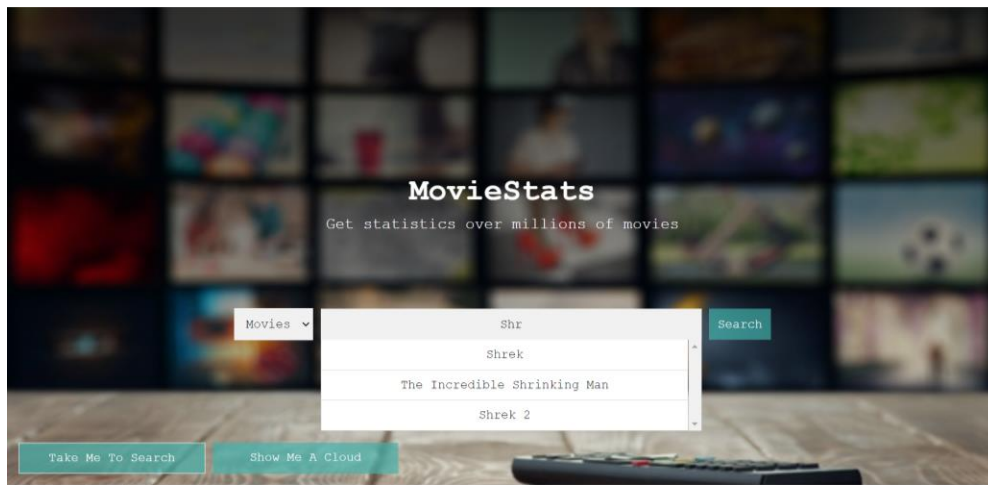 MovieStats
Get statistics over millions of movies
Movies Shr Search
Shrek
The Incredible Shrinking Man
Shrek 2
Take Me To Search Show Me A Cloud